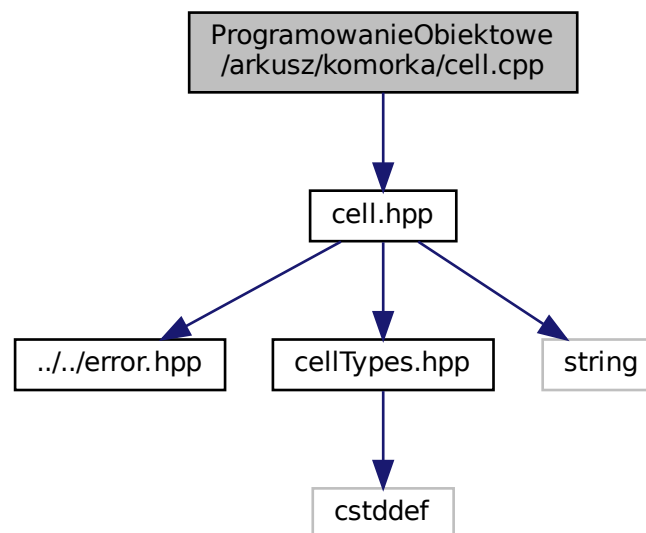 ProgramowanieObiektowe
/arkusz/komorka/cell.cpp
cell.hpp
../../error.hpp
cellTypes.hpp
string
cstddef